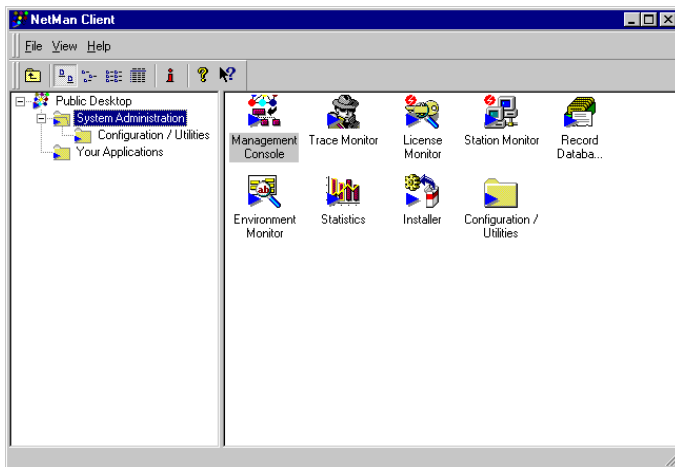 NetMan Client
File View Help
Public Desktop
System Administration
Configuration / Utilities
Your Applications
Management Console
Trace Monitor
License Monitor
Station Monitor
Record Databa...
Environment Monitor
Statistics
Installer
Configuration / Utilities